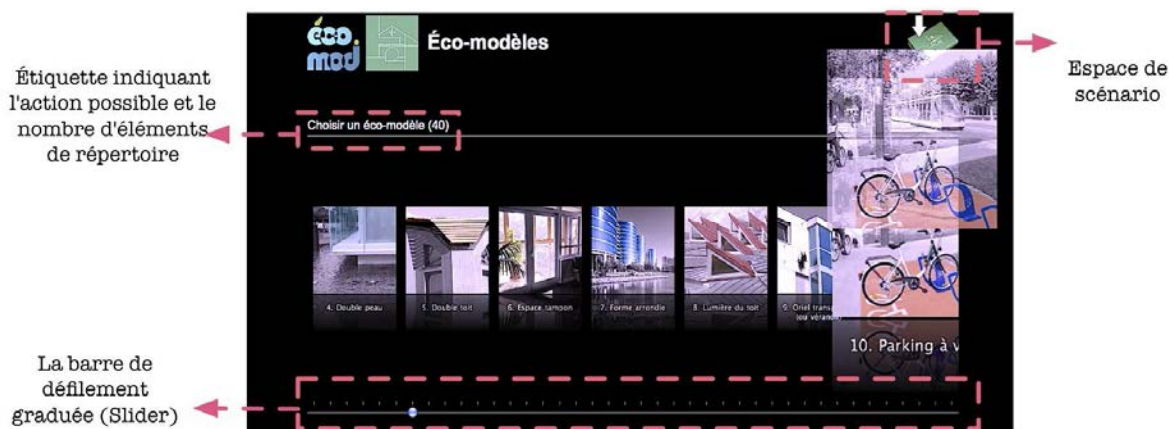 éco.
mod
Éco-modèles
Étiquette indiquant
l'action possible et le
nombre d'éléments
de répertoire
Choisir un éco-modèle (40)
Espace de
scénario
4. Double peau
5. Double toit
6. Espace tampon
7. Forme arrondie
8. Lumière du toit
9. Oriel trans
(ou véranda)
10. Parking à v
La barre de
défilement
graduée (Slider)